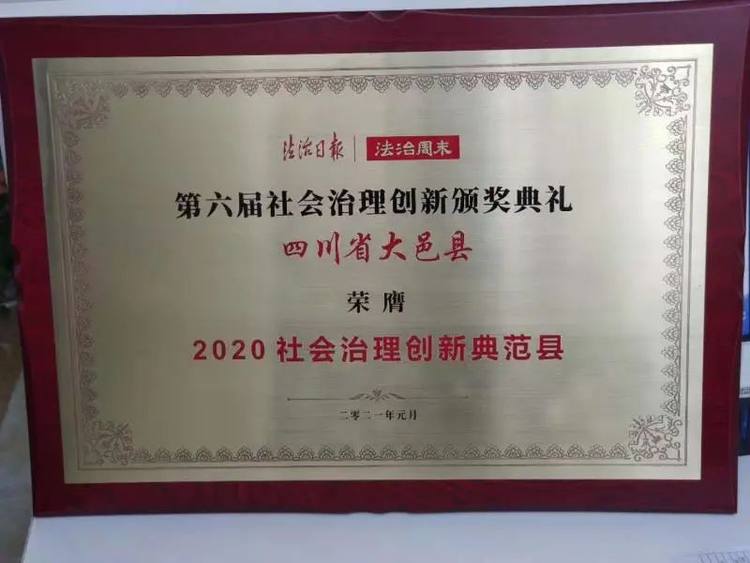 法治日报 法治周末
第六届社会治理创新颁奖典礼
四川省大邑县
荣膺
2020社会治理创新典范县
二零二一年元月